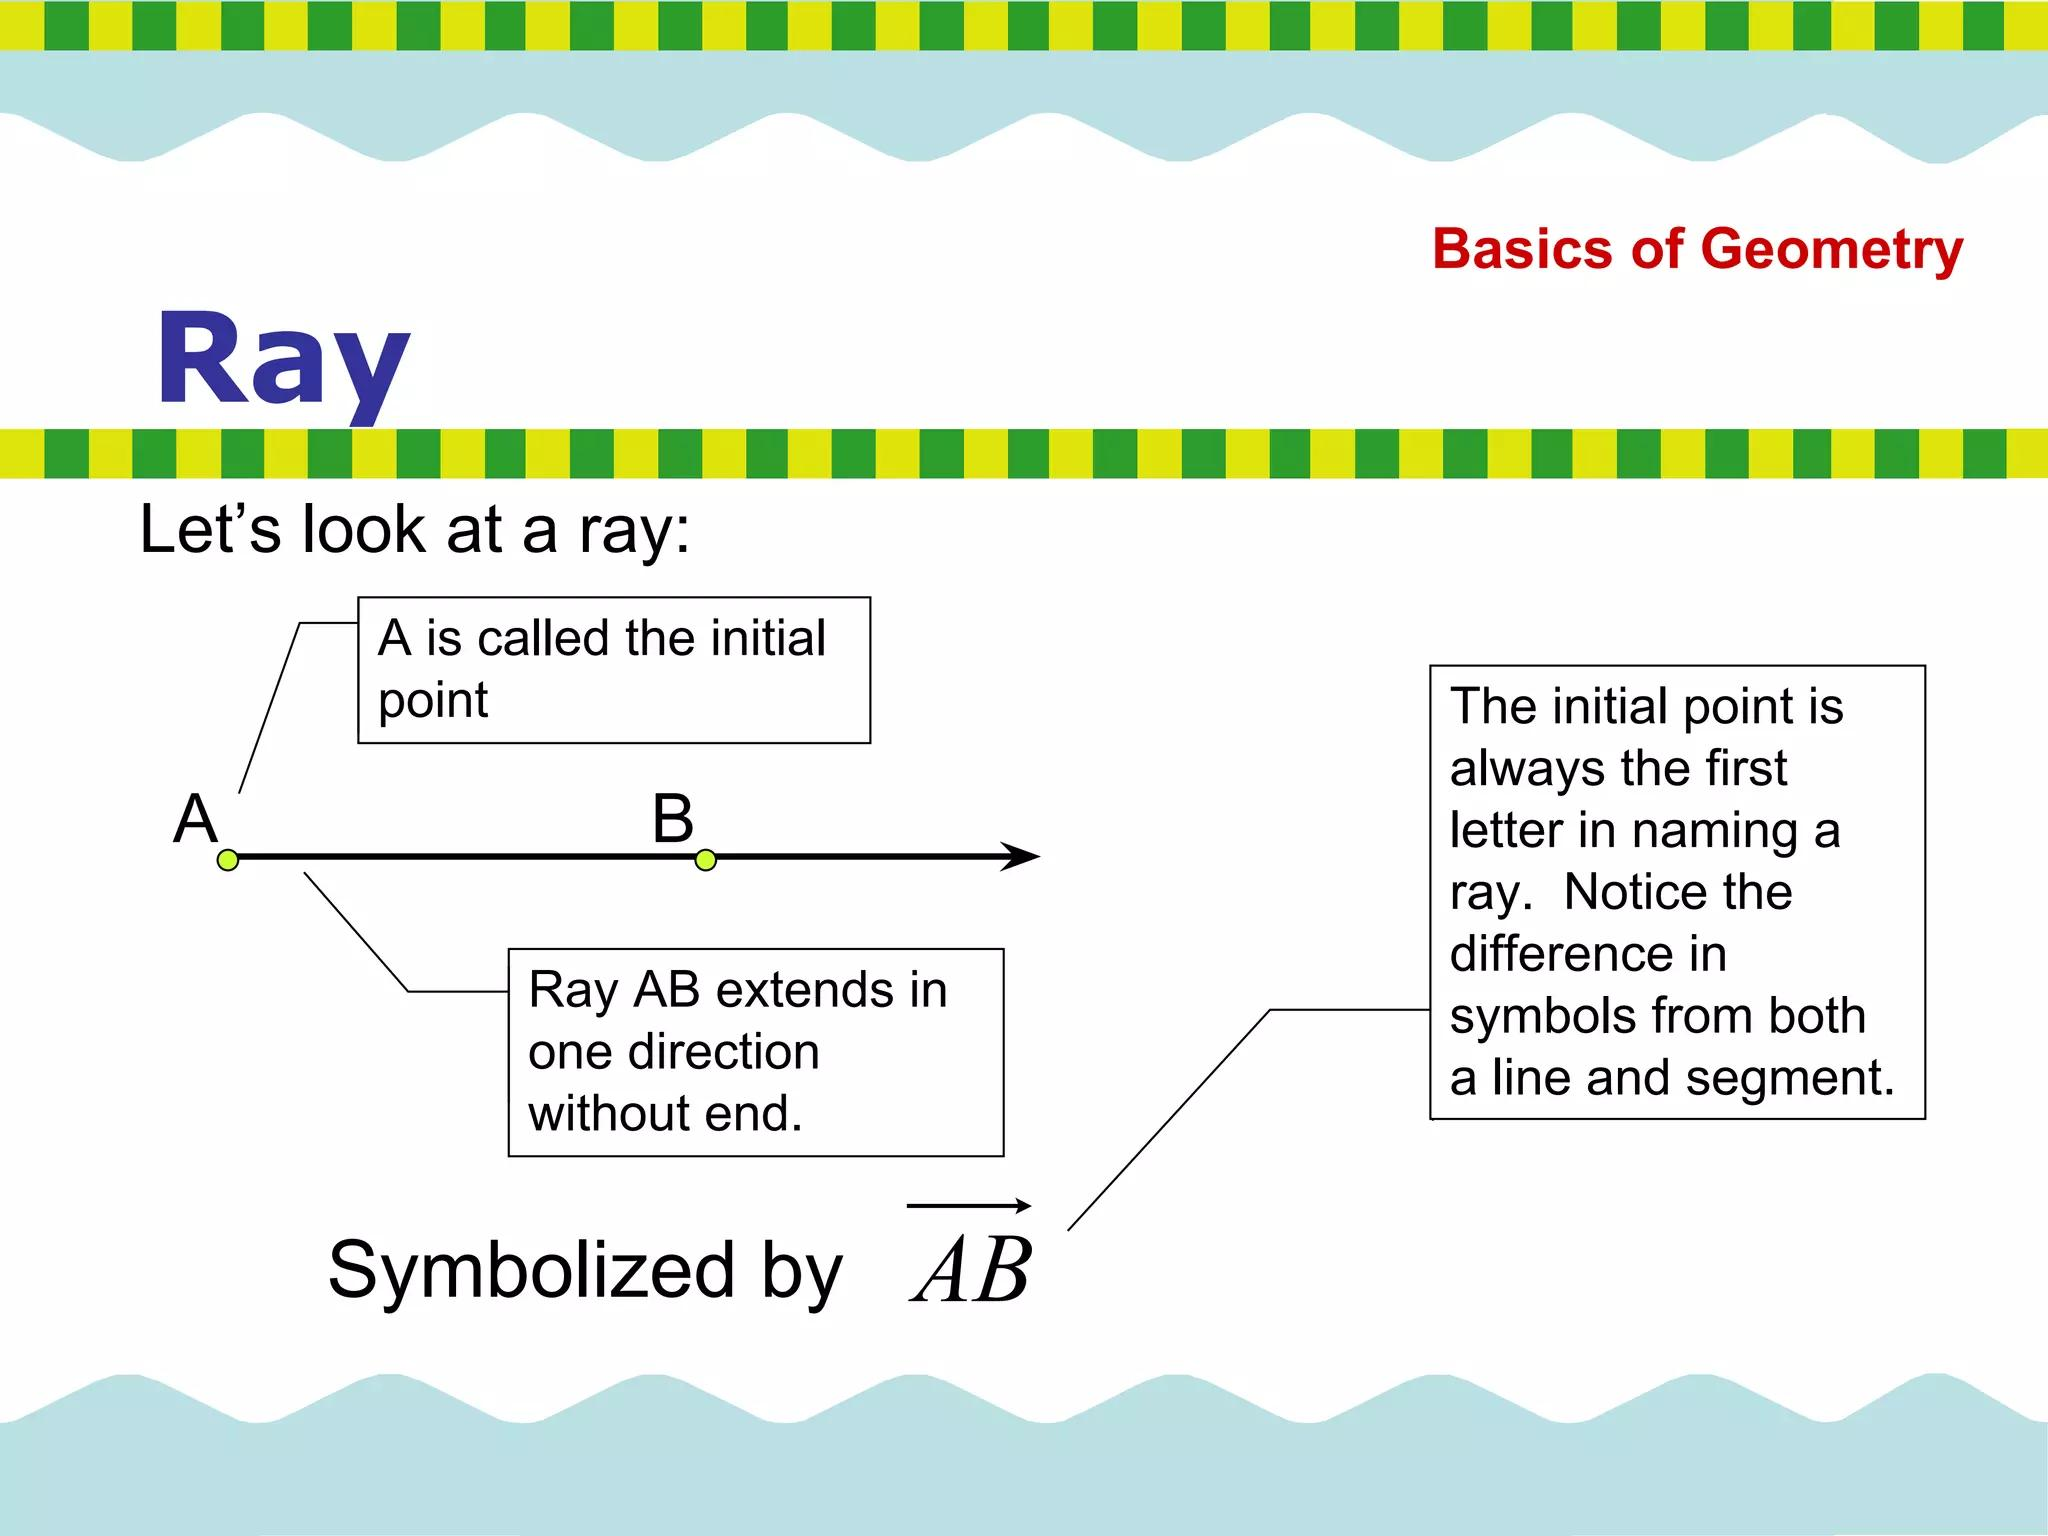 Basics of Geometry
Ray
Let’s look at a ray:
A is called the initial
point
A
B
Ray AB extends in
one direction
without end.
The initial point is
always the first
letter in naming a
ray.  Notice the
difference in
symbols from both
a line and segment.
Symbolized by AB